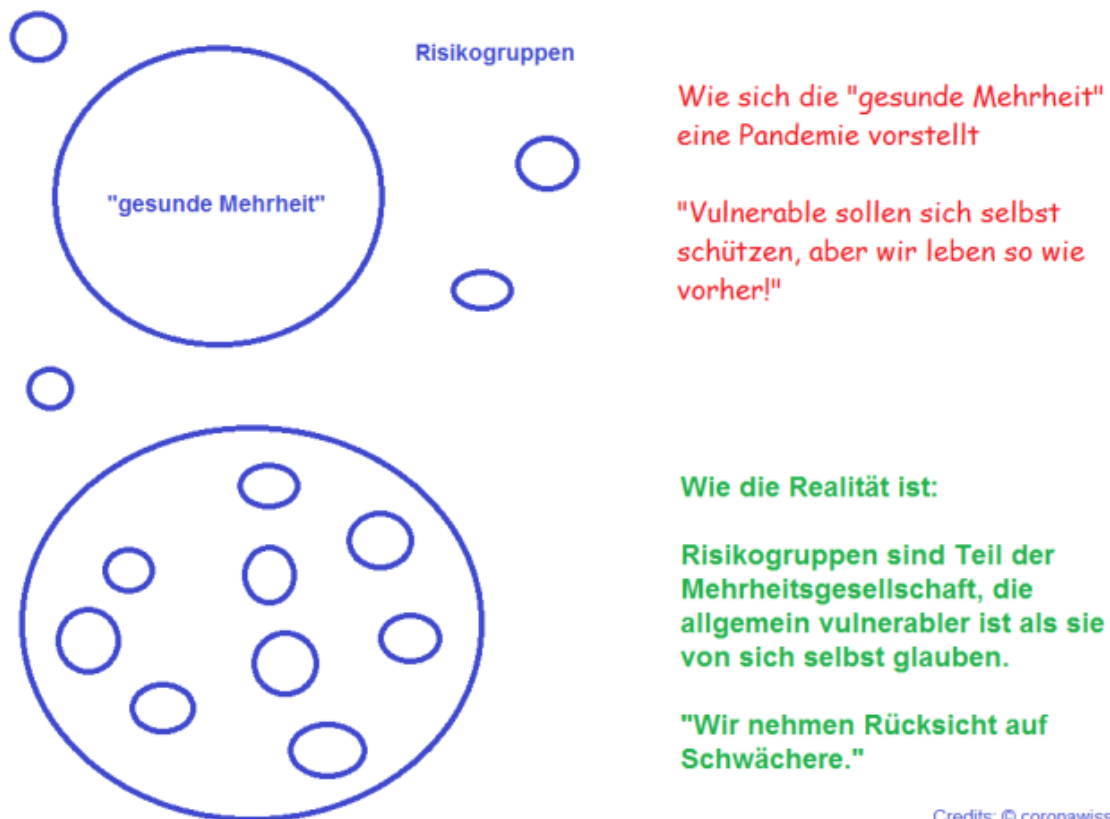 Risikogruppen
"gesunde Mehrheit"
Wie sich die "gesunde Mehrheit"
eine Pandemie vorstellt
"Vulnerable sollen sich selbst
schützen, aber wir leben so wie
vorher!"
Wie die Realität ist:
Risikogruppen sind Teil der
Mehrheitsgesellschaft, die
allgemein vulnerabler ist als sie
von sich selbst glauben.
"Wir nehmen Rücksicht auf
Schwächere."
Credits: © coronawiss